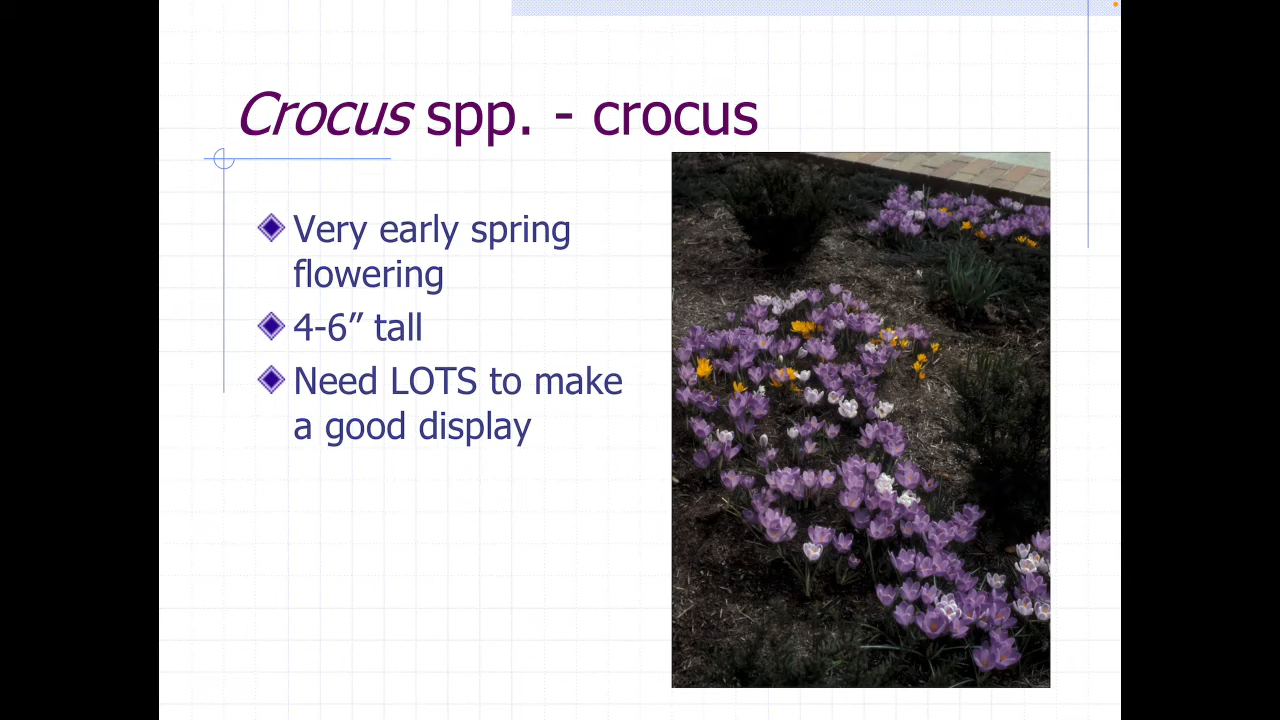 Crocus spp. - crocus
Very early spring
flowering
4-6” tall
Need LOTS to make
a good display